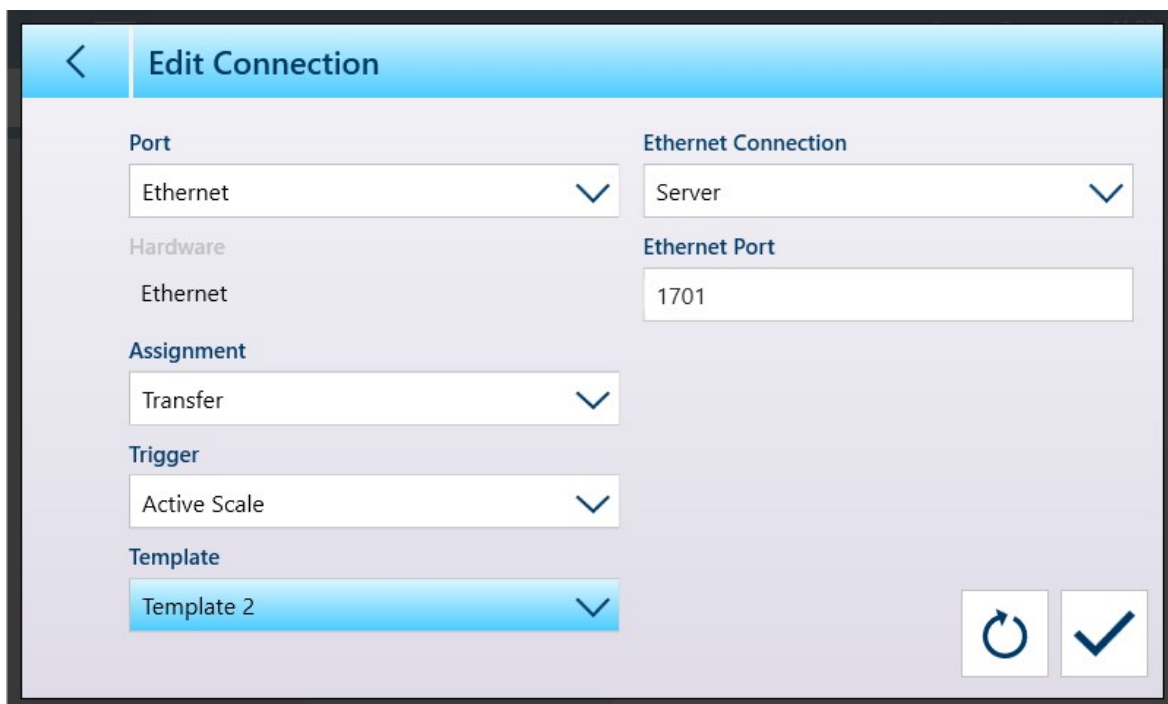 Edit Connection
Port
Ethernet
Hardware
Ethernet
Assignment
Transfer
Trigger
Active Scale
Template
Template 2
Ethernet Connection
Server
Ethernet Port
1701